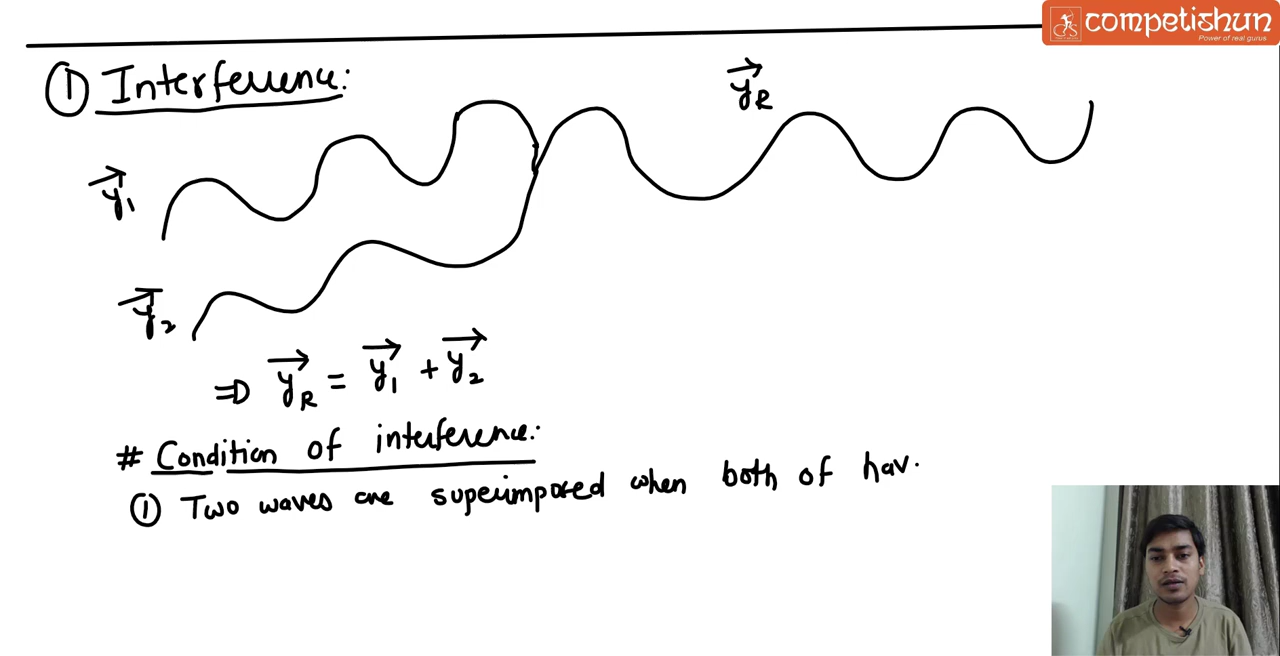 competishun
Power of real gurus
① Interference:
y⃗R
y⃗1
y⃗2
⇒ y⃗R = y⃗1 + y⃗2
# Condition of interference:
① Two waves are superimposed when both of hav.